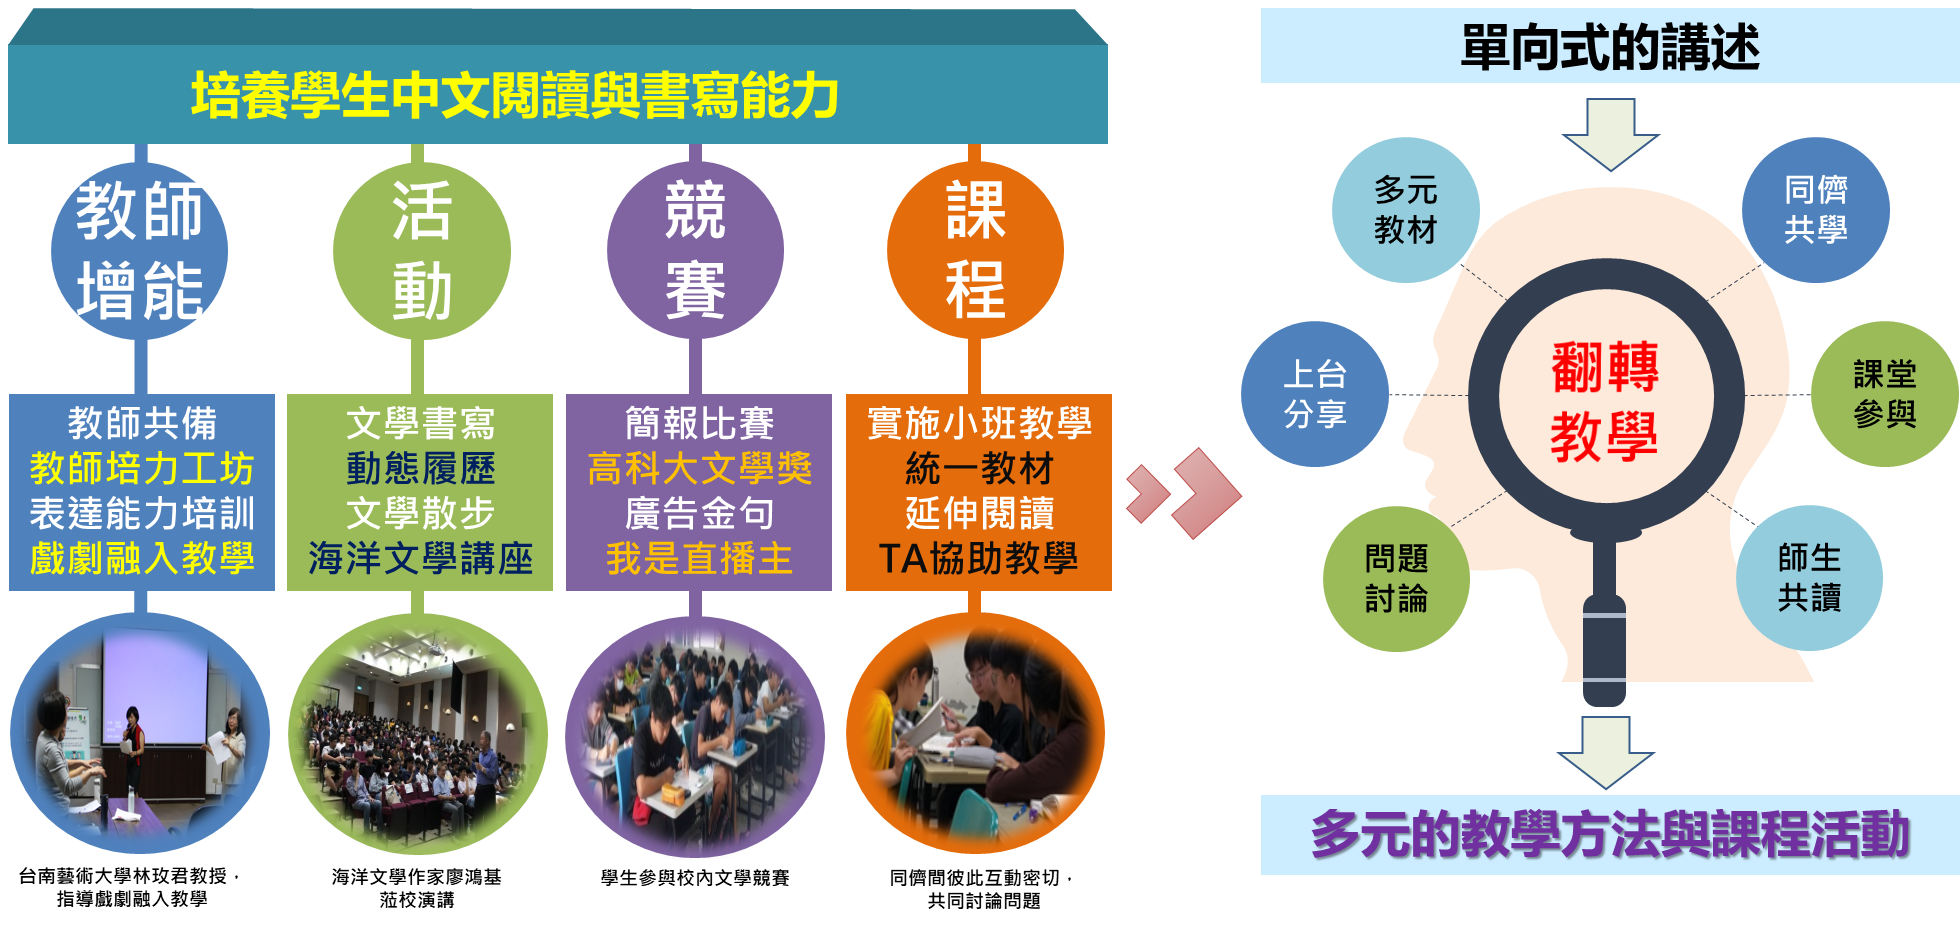 培養學生中文閱讀與書寫能力
教師
增能
教師共備
教師培力工坊
表達能力培訓
戲劇融入教學
台南藝術大學林玫君教授，
指導戲劇融入教學
活
動
文學書寫
動態履歷
文學散步
海洋文學講座
海洋文學作家廖鴻基
蒞校演講
競
賽
簡報比賽
高科大文學獎
廣告金句
我是直播主
學生參與校內文學競賽
課
程
實施小班教學
統一教材
延伸閱讀
TA協助教學
同儕間彼此互動密切，
共同討論問題
單向式的講述
多元
教材
同儕
共學
上台
分享
翻轉
教學
課堂
參與
問題
討論
師生
共讀
多元的教學方法與課程活動